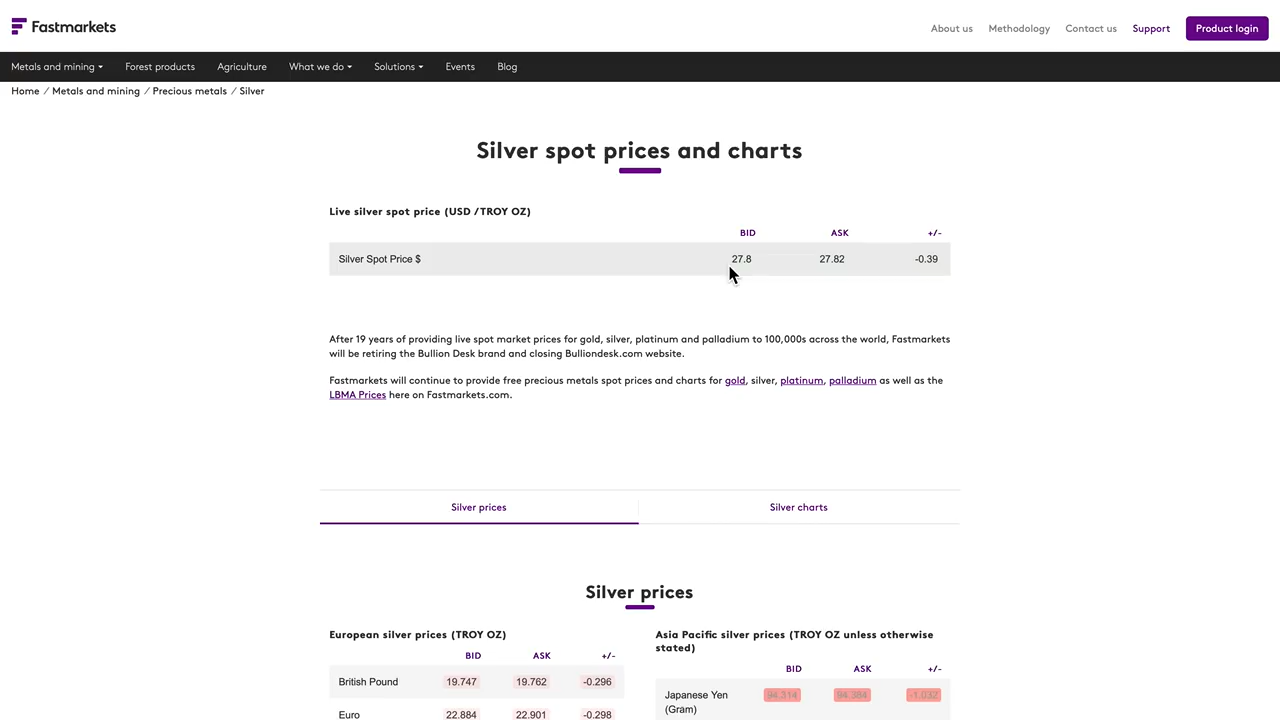 Fastmarkets
About us Methodology Contact us Support Product login
Metals and mining Forest products Agriculture What we do Solutions Events Blog
Home / Metals and mining / Precious metals / Silver
Silver spot prices and charts
Live silver spot price (USD /TROY OZ)
BID ASK +/-
Silver Spot Price $ 27.8 27.82 -0.39
After 19 years of providing live spot market prices for gold, silver, platinum and palladium to 100,000s across the world, Fastmarkets
will be retiring the Bullion Desk brand and closing Bulliondesk.com website.
Fastmarkets will continue to provide free precious metals spot prices and charts for gold, silver, platinum, palladium as well as the
LBMA Prices here on Fastmarkets.com.
Silver prices Silver charts
Silver prices
European silver prices (TROY OZ)
BID ASK +/-
British Pound 19.747 19.762 -0.296
Euro 22.884 22.901 -0.298
Asia Pacific silver prices (TROY OZ unless otherwise
stated)
BID ASK +/-
Japanese Yen 94.314 94.384 -1.032
(Gram)